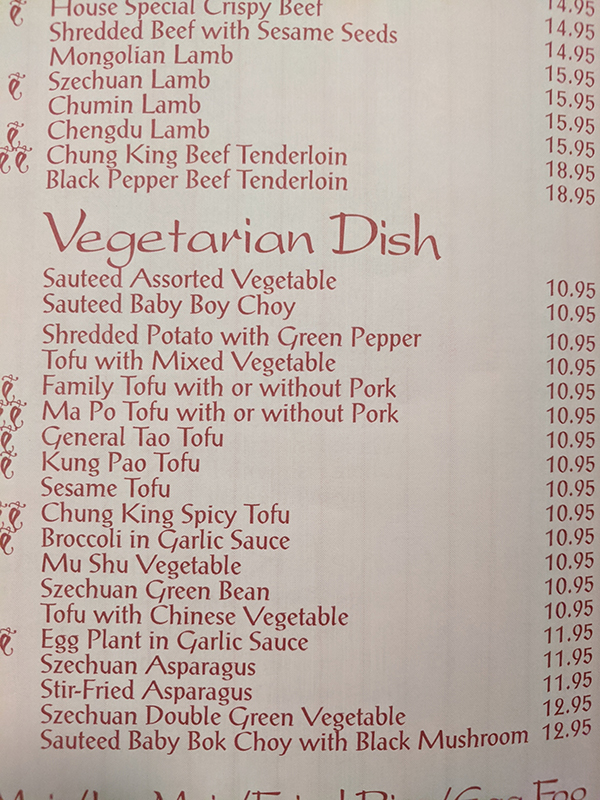 14.95
House Special Crispy Beef 14.95
Shredded Beef with Sesame Seeds 14.95
Mongolian Lamb 15.95
Szechuan Lamb 15.95
Chumin Lamb 15.95
Chengdu Lamb 15.95
Chung King Beef Tenderloin 18.95
Black Pepper Beef Tenderloin 18.95
Vegetarian Dish
Sauteed Assorted Vegetable 10.95
Sauteed Baby Boy Choy 10.95
Shredded Potato with Green Pepper 10.95
Tofu with Mixed Vegetable 10.95
Family Tofu with or without Pork 10.95
Ma Po Tofu with or without Pork 10.95
General Tao Tofu 10.95
Kung Pao Tofu 10.95
Sesame Tofu 10.95
Chung King Spicy Tofu 10.95
Broccoli in Garlic Sauce 10.95
Mu Shu Vegetable 10.95
Szechuan Green Bean 10.95
Tofu with Chinese Vegetable 10.95
Egg Plant in Garlic Sauce 11.95
Szechuan Asparagus 11.95
Stir-Fried Asparagus 11.95
Szechuan Double Green Vegetable 12.95
Sauteed Baby Bok Choy with Black Mushroom 12.95